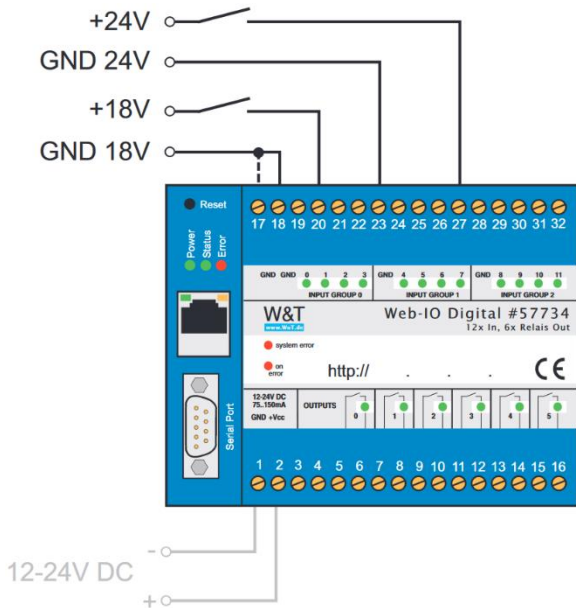 +24V
GND 24V
+18V
GND 18V
Reset
Power
Status
Error
17 18 19 20 21 22 23 24 25 26 27 28 29 30 31 32
GND GND 0 1 2 3 GND 4 5 6 7 GND 8 9 10 11
INPUT GROUP 0 INPUT GROUP 1 INPUT GROUP 2
W&T
www.WuT.de
Web-IO Digital #57734
12x In, 6x Relais Out
system error
on
error
http:// . . .
CE
12-24V DC
75..150mA
GND +Vcc
OUTPUTS
0 1 2 3 4 5
Serial Port
1 2 3 4 5 6 7 8 9 10 11 12 13 14 15 16
-
12-24V DC
+